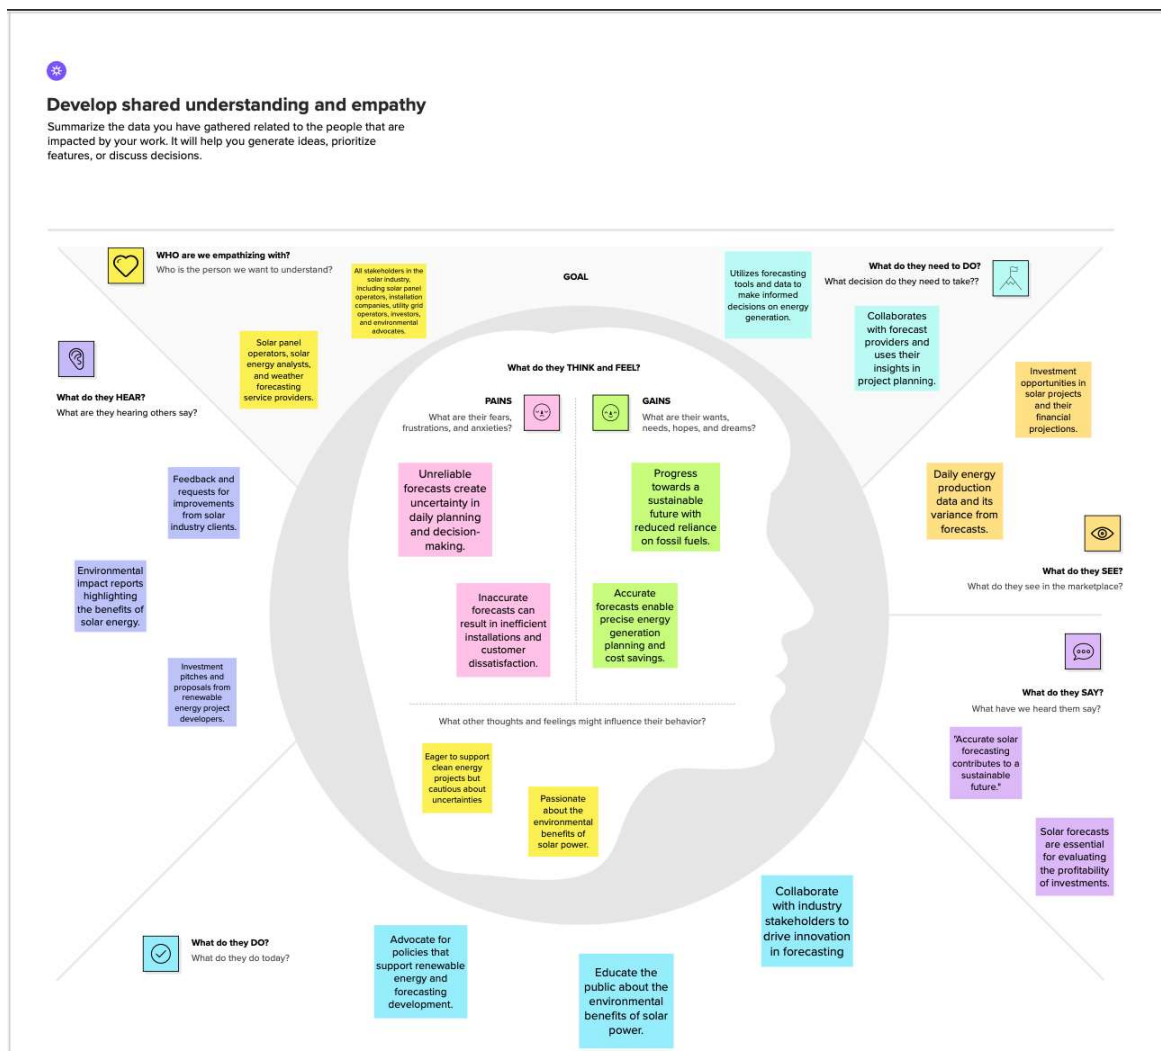 Develop shared understanding and empathy
Summarize the data you have gathered related to the people that are
impacted by your work. It will help you generate ideas, prioritize
features, or discuss decisions.
WHO are we empathizing with?
Who is the person we want to understand?
All stakeholders in the
solar industry,
including solar panel
operators, installation
companies, utility grid
operators, investors,
and environmental
advocates.
Solar panel
operators, solar
energy analysts,
and weather
forecasting
service providers.
GOAL
Utilizes forecasting
tools and data to
make informed
decisions on energy
generation.
What do they need to DO?
What decision do they need to take??
Collaborates
with forecast
providers and
uses their
insights in
project planning.
What do they HEAR?
What are they hearing others say?
Feedback and
requests for
improvements
from solar
industry clients.
Environmental
impact reports
highlighting
the benefits of
solar energy.
Investment
pitches and
proposals from
renewable
energy project
developers.
What do they THINK and FEEL?
PAINS
What are their fears,
frustrations, and anxieties?
Unreliable
forecasts create
uncertainty in
daily planning
and decision-
making.
Inaccurate
forecasts can
result in inefficient
installations and
customer
dissatisfaction.
GAINS
What are their wants,
needs, hopes, and dreams?
Progress
towards a
sustainable
future with
reduced reliance
on fossil fuels.
Accurate
forecasts enable
precise energy
generation
planning and
cost savings.
What other thoughts and feelings might influence their behavior?
Eager to support
clean energy
projects but
cautious about
uncertainties
Passionate
about the
environmental
benefits of
solar power.
Investment
opportunities in
solar projects
and their
financial
projections.
Daily energy
production
data and its
variance from
forecasts.
What do they SEE?
What do they see in the marketplace?
What do they SAY?
What have we heard them say?
"Accurate solar
forecasting
contributes to a
sustainable
future."
Solar forecasts
are essential
for evaluating
the profitability
of investments.
What do they DO?
What do they do today?
Advocate for
policies that
support renewable
energy and
forecasting
development.
Educate the
public about the
environmental
benefits of solar
power.
Collaborate
with industry
stakeholders to
drive innovation
in forecasting